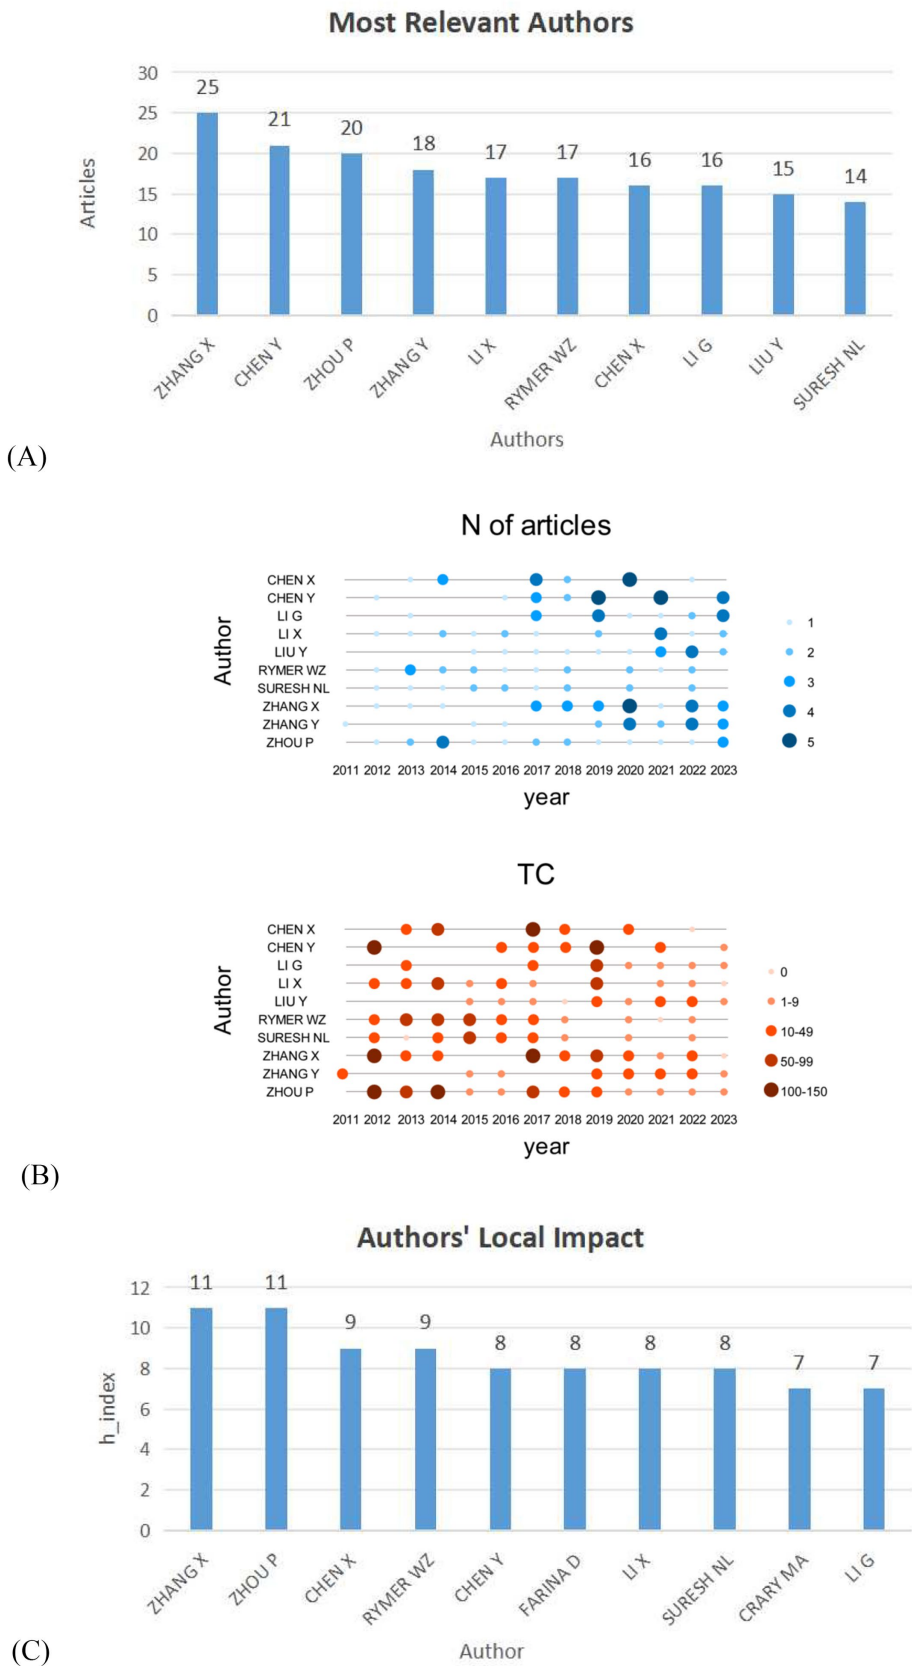 Most Relevant Authors
30
25
20
15
10
5
0
Articles
25
21
20
18
17
17
16
16
15
14
ZHANG X
CHEN Y
ZHOU P
ZHANG Y
LI X
RYMER WZ
CHEN X
LI G
LIU Y
SURESH NL
Authors
(A)
N of articles
Author
CHEN X
CHEN Y
LI G
LI X
LIU Y
RYMER WZ
SURESH NL
ZHANG X
ZHANG Y
ZHOU P
2011 2012 2013 2014 2015 2016 2017 2018 2019 2020 2021 2022 2023
year
1
2
3
4
5
TC
Author
CHEN X
CHEN Y
LI G
LI X
LIU Y
RYMER WZ
SURESH NL
ZHANG X
ZHANG Y
ZHOU P
2011 2012 2013 2014 2015 2016 2017 2018 2019 2020 2021 2022 2023
year
0
1-9
10-49
50-99
100-150
(B)
Authors' Local Impact
12
10
8
6
4
2
0
h_index
11
11
9
9
8
8
8
8
7
7
ZHANG X
ZHOU P
CHEN X
RYMER WZ
CHEN Y
FARINA D
LI X
SURESH NL
CRARY MA
LI G
Author
(C)